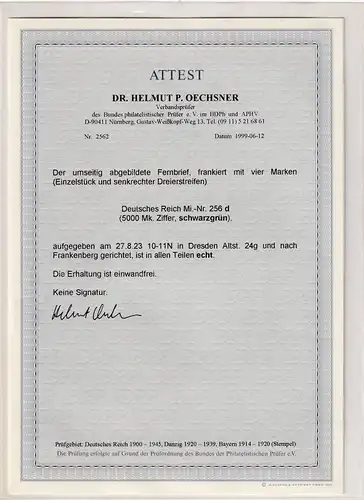 ATTEST
DR. HELMUT P. OECHSNER
Verbandsprüfer
des Bundes philatelistischer Prüfer e.V. im BDPh und APHV
D-90411 Nürnberg, Gustav-Weißkopf-Weg 13, Tel. (09 11) 5 21 68 61
Nr. 2562 Datum 1999-06-12
Der umseitig abgebildete Fernbrief, frankiert mit vier Marken
(Einzelstück und senkrechter Dreierstreifen)
Deutsches Reich Mi.-Nr. 256 d
(5000 Mk. Ziffer, schwarzgrün),
aufgegeben am 27.8.23 10-11N in Dresden Altst. 24g und nach
Frankenberg gerichtet, ist in allen Teilen echt.
Die Erhaltung ist einwandfrei.
Keine Signatur.
Prüfgebiet: Deutsches Reich 1900 – 1945, Danzig 1920 – 1939, Bayern 1914 – 1920 (Stempel)
Die Prüfung erfolgte auf Grund der Prüfordnung des Bundes der Philatelistischen Prüfer e.V.